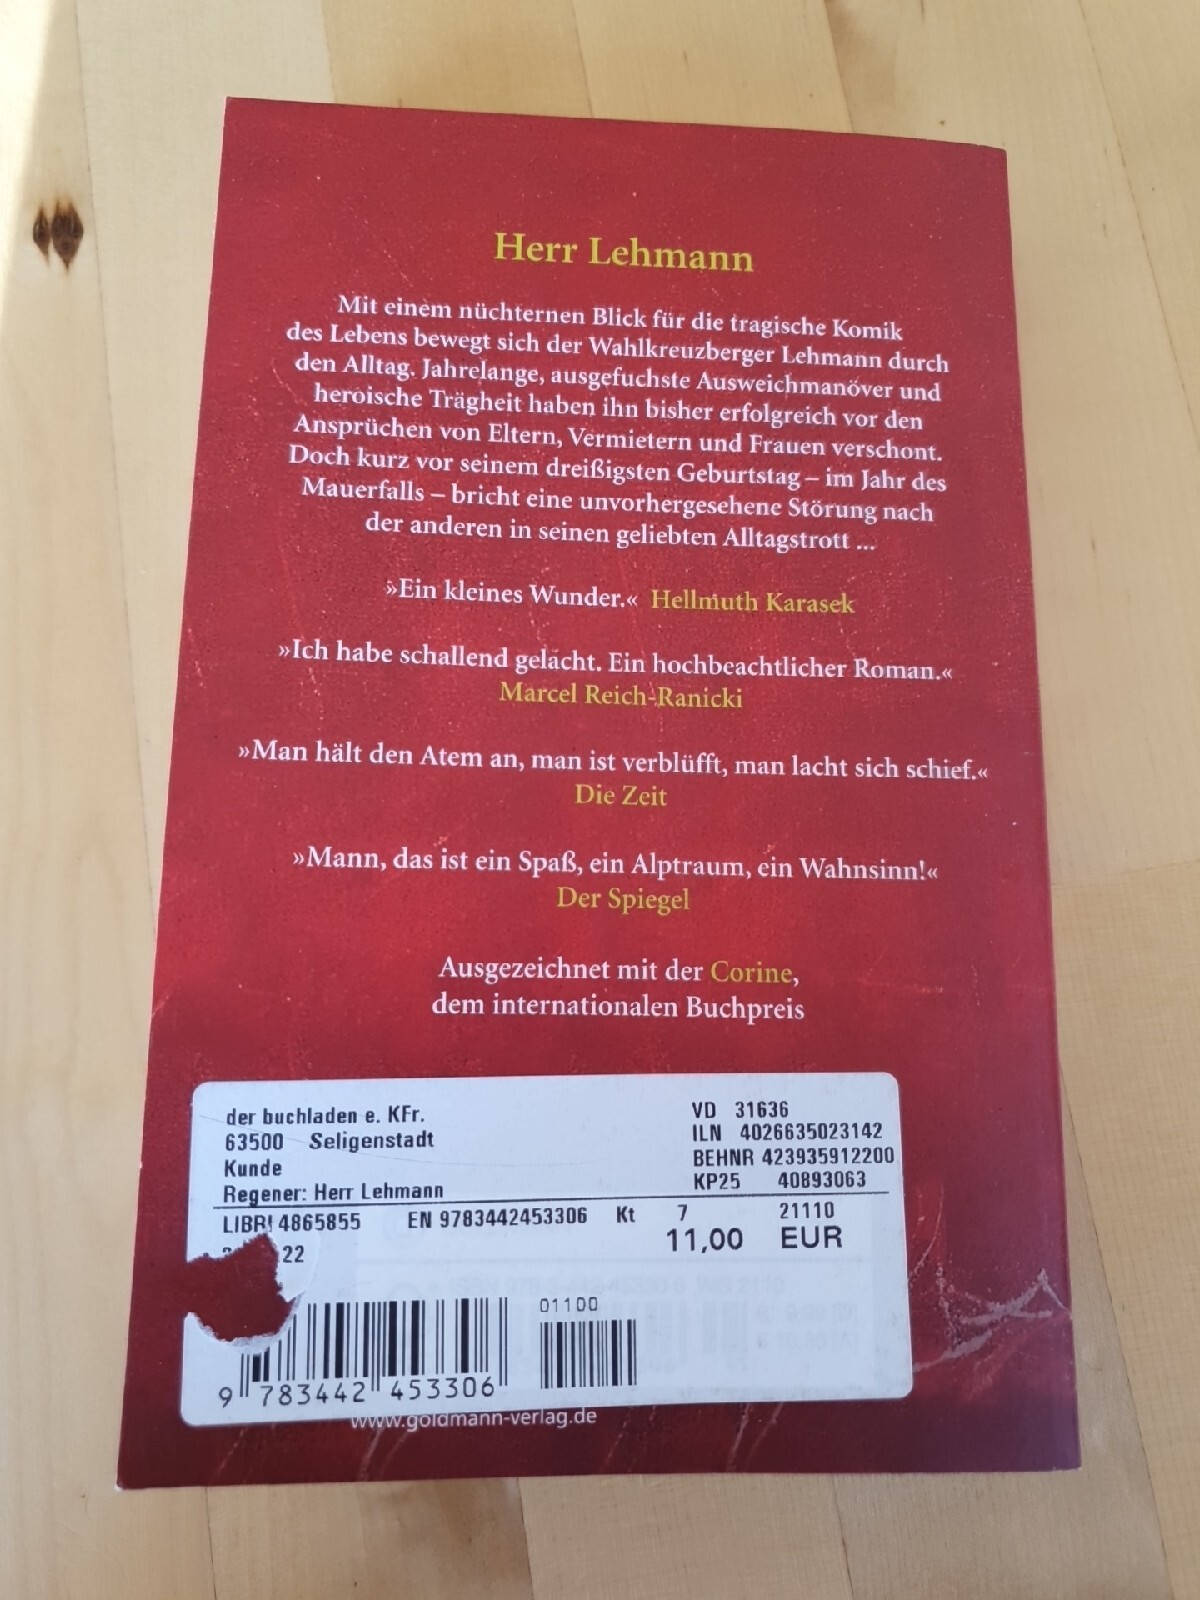 Herr Lehmann
Mit einem nüchternen Blick für die tragische Komik
des Lebens bewegt sich der Wahlkreuzberger Lehmann durch
den Alltag. Jahrelange, ausgefuchste Ausweichmanöver und
heroische Trägheit haben ihn bisher erfolgreich vor den
Ansprüchen von Eltern, Vermietern und Frauen verschont.
Doch kurz vor seinem dreißigsten Geburtstag – im Jahr des
Mauerfalls – bricht eine unvorhergesehene Störung nach
der anderen in seinen geliebten Alltagstrott ...
»Ein kleines Wunder.« Hellmuth Karasek
»Ich habe schallend gelacht. Ein hochbeachtlicher Roman.«
Marcel Reich-Ranicki
»Man hält den Atem an, man ist verblüfft, man lacht sich schief.«
Die Zeit
»Mann, das ist ein Spaß, ein Alptraum, ein Wahnsinn!«
Der Spiegel
Ausgezeichnet mit der Corine,
dem internationalen Buchpreis
der buchladen e. KFr. VD 31636
63500 Seligenstadt ILN 4026635023142
Kunde BEHNR 423935912200
Regener: Herr Lehmann KP25 40893063
LIBRI 4865855 EN 9783442453306 Kt 7 21110
22 11,00 EUR
01100
9 783442 453306
www.goldmann-verlag.de